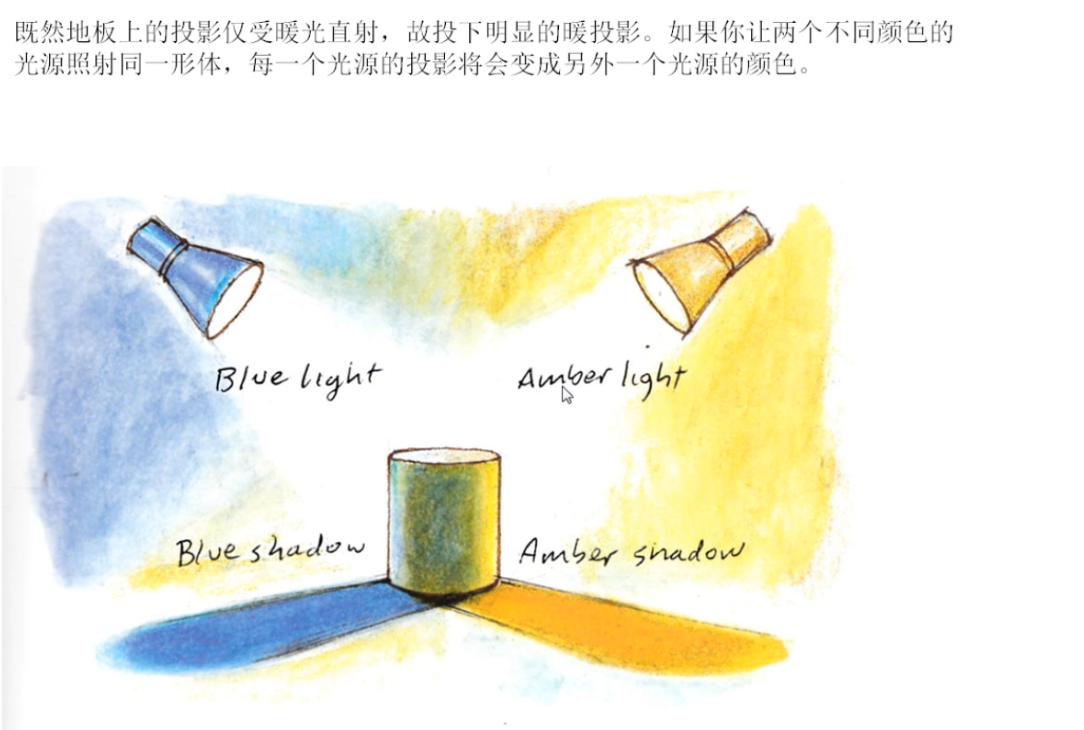 既然地板上的投影仅受暖光直射，故投下明显的暖投影。如果你让两个不同颜色的
光源照射同一形体，每一个光源的投影将会变成另外一个光源的颜色。
Blue light
Amber light
Blue shadow
Amber shadow